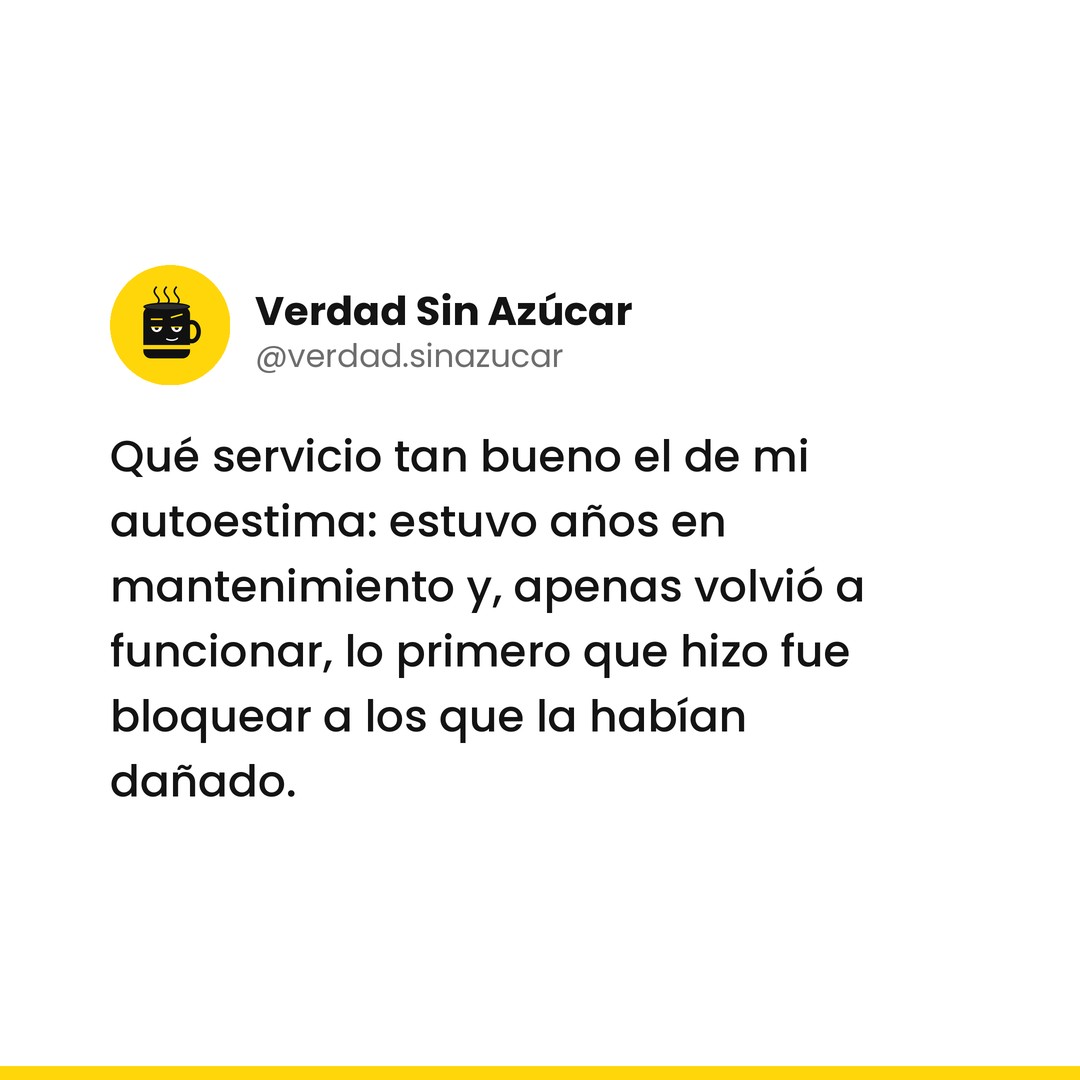 Verdad Sin Azúcar
@verdad.sinazucar
Qué servicio tan bueno el de mi
autoestima: estuvo años en
mantenimiento y, apenas volvió a
funcionar, lo primero que hizo fue
bloquear a los que la habían
dañado.